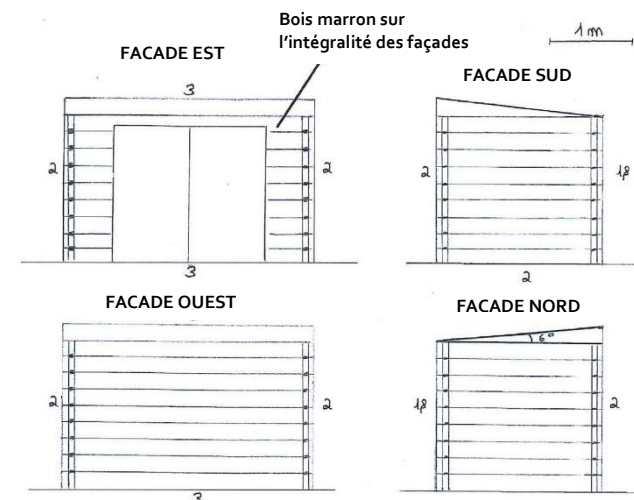 Bois marron sur
l'intégralité des façades
1 m
FACADE EST
FACADE SUD
3
2
2
3
2
1,8
2
FACADE OUEST
FACADE NORD
2
2
3
6°
1,8
2